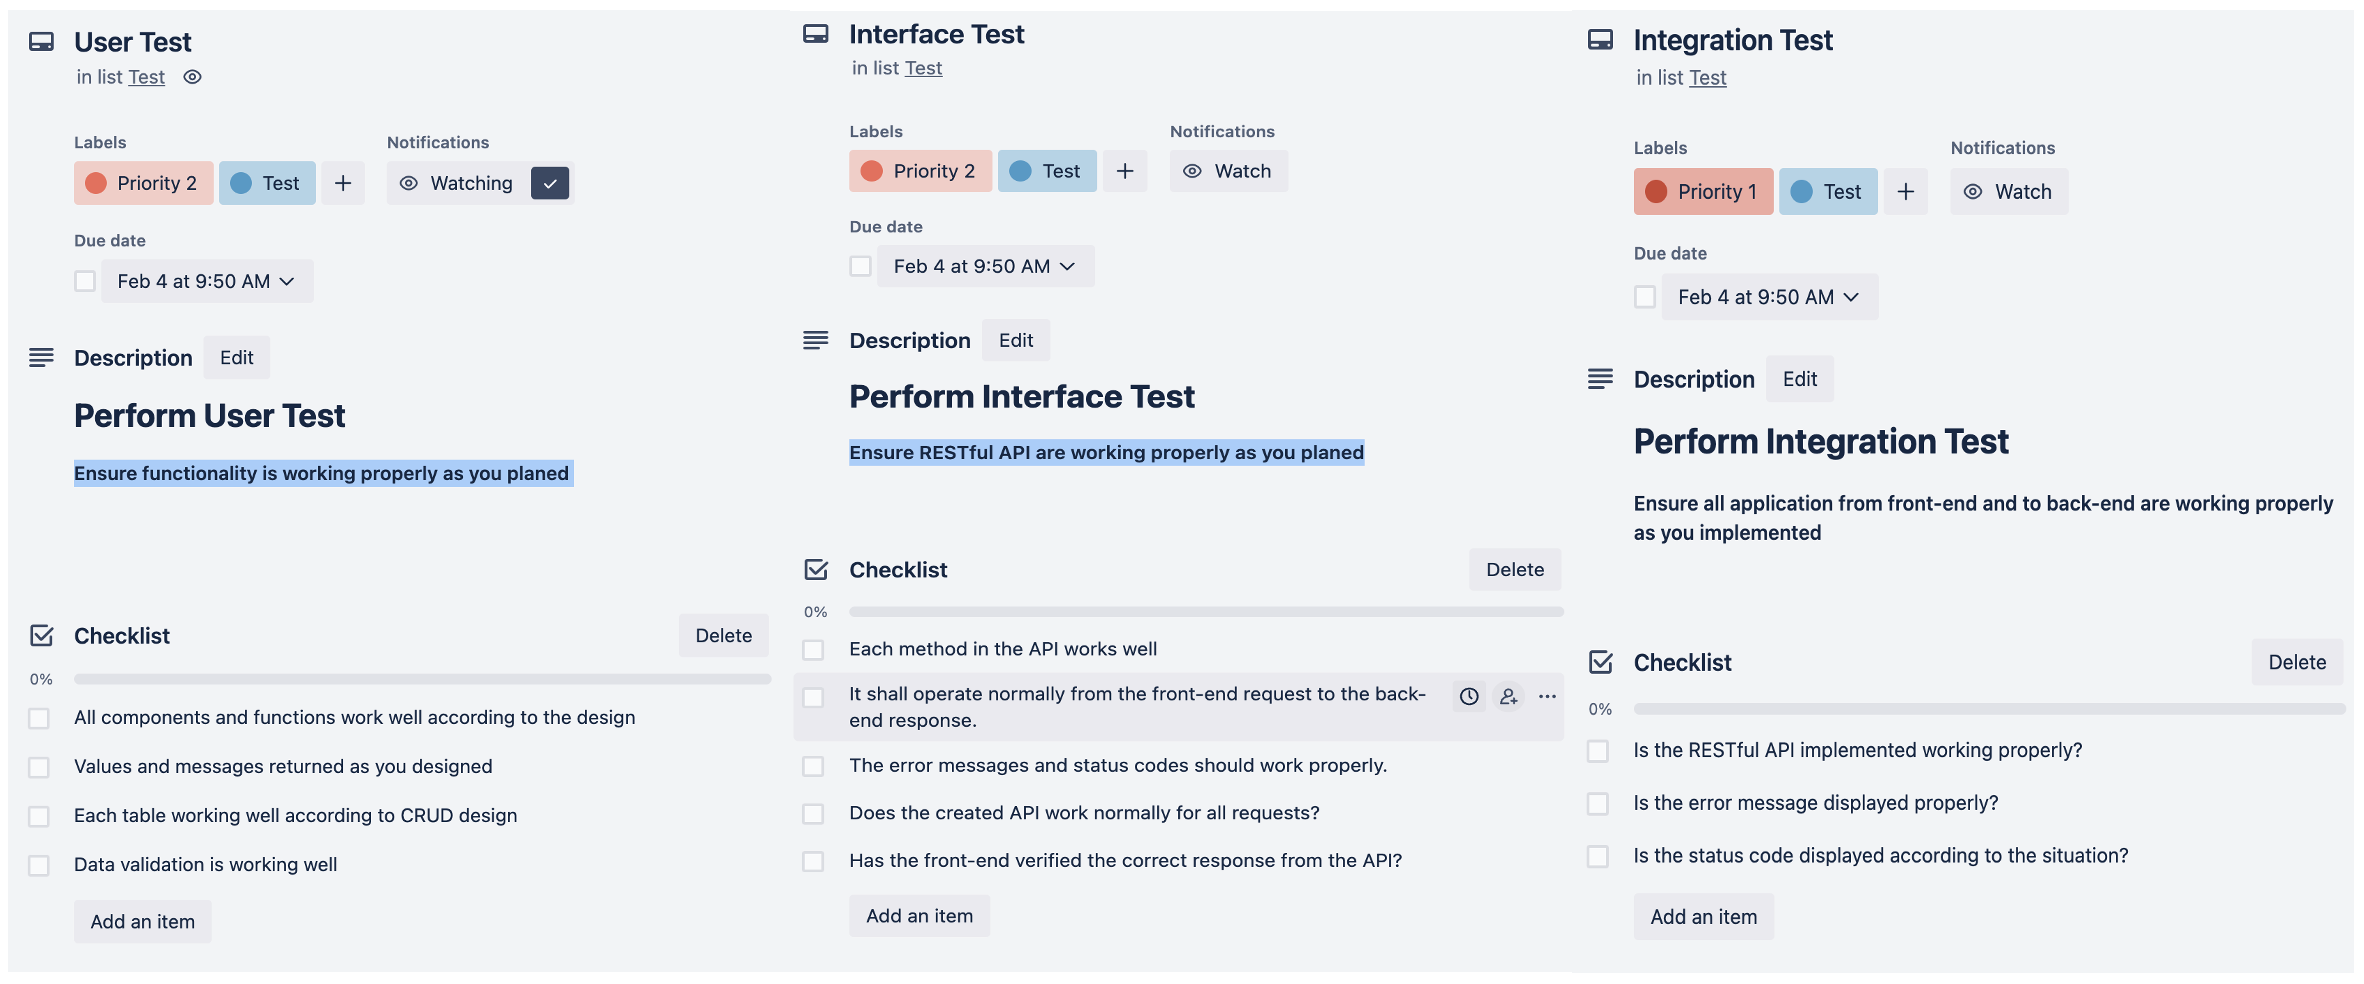 User Test
in list Test
Labels
Notifications
Priority 2
Test
Watching
Due date
Feb 4 at 9:50 AM
Description
Edit
Perform User Test
Ensure functionality is working properly as you planed
Checklist
Delete
0%
All components and functions work well according to the design
Values and messages returned as you designed
Each table working well according to CRUD design
Data validation is working well
Add an item
Interface Test
in list Test
Labels
Notifications
Priority 2
Test
+
Watch
Due date
Feb 4 at 9:50 AM
Description
Edit
Perform Interface Test
Ensure RESTful API are working properly as you planed
Checklist
Delete
0%
Each method in the API works well
It shall operate normally from the front-end request to the back-
end response.
The error messages and status codes should work properly.
Does the created API work normally for all requests?
Has the front-end verified the correct response from the API?
Add an item
Integration Test
in list Test
Labels
Notifications
Priority 1
Test
+
Watch
Due date
Feb 4 at 9:50 AM
Description
Edit
Perform Integration Test
Ensure all application from front-end and to back-end are working properly
as you implemented
Checklist
Delete
0%
Is the RESTful API implemented working properly?
Is the error message displayed properly?
Is the status code displayed according to the situation?
Add an item